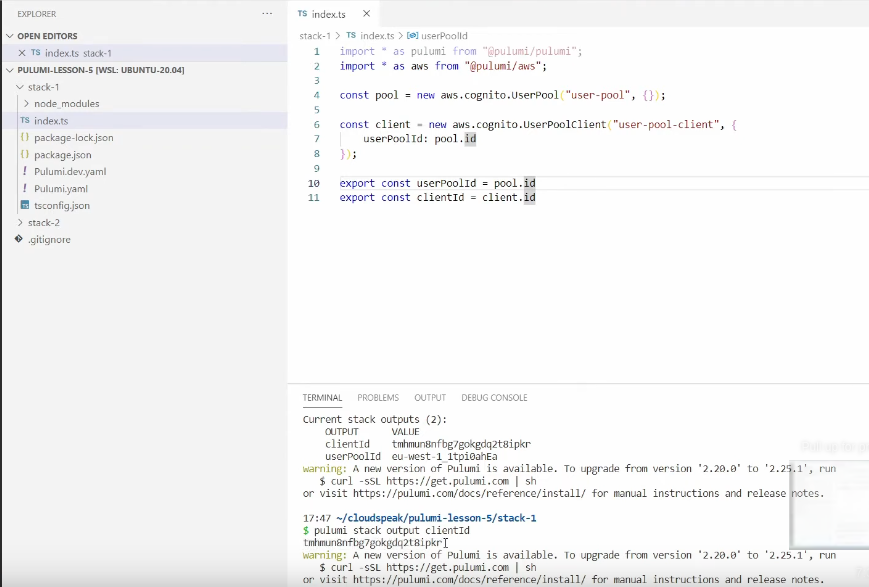 EXPLORER
···
TS index.ts
OPEN EDITORS
TS index.ts stack-1
PULUMI-LESSON-5 [WSL: UBUNTU-20.04]
stack-1
node_modules
TS index.ts
{} package-lock.json
{} package.json
! Pulumi.dev.yaml
! Pulumi.yaml
tsconfig.json
stack-2
.gitignore
stack-1 > TS index.ts > userPoolId
1 import * as pulumi from "@pulumi/pulumi";
2 import * as aws from "@pulumi/aws";
3
4 const pool = new aws.cognito.UserPool("user-pool", {});
5
6 const client = new aws.cognito.UserPoolClient("user-pool-client", {
7 userPoolId: pool.id
8 });
9
10 export const userPoolId = pool.id
11 export const clientId = client.id
TERMINAL PROBLEMS OUTPUT DEBUG CONSOLE
Current stack outputs (2):
OUTPUT VALUE
clientId tmhmun8nfbg7gokgdq2t8ipkr
userPoolId eu-west-1_1tpi0ahEa
warning: A new version of Pulumi is available. To upgrade from version '2.20.0' to '2.25.1', run
$ curl -sSL https://get.pulumi.com | sh
or visit https://pulumi.com/docs/reference/install/ for manual instructions and release notes.
17:47 ~/cloudspeak/pulumi-lesson-5/stack-1
$ pulumi stack output clientId
tmhmun8nfbg7gokgdq2t8ipkr
warning: A new version of Pulumi is available. To upgrade from version '2.20.0' to '2.25.1', run
$ curl -sSL https://get.pulumi.com | sh
or visit https://pulumi.com/docs/reference/install/ for manual instructions and release notes.